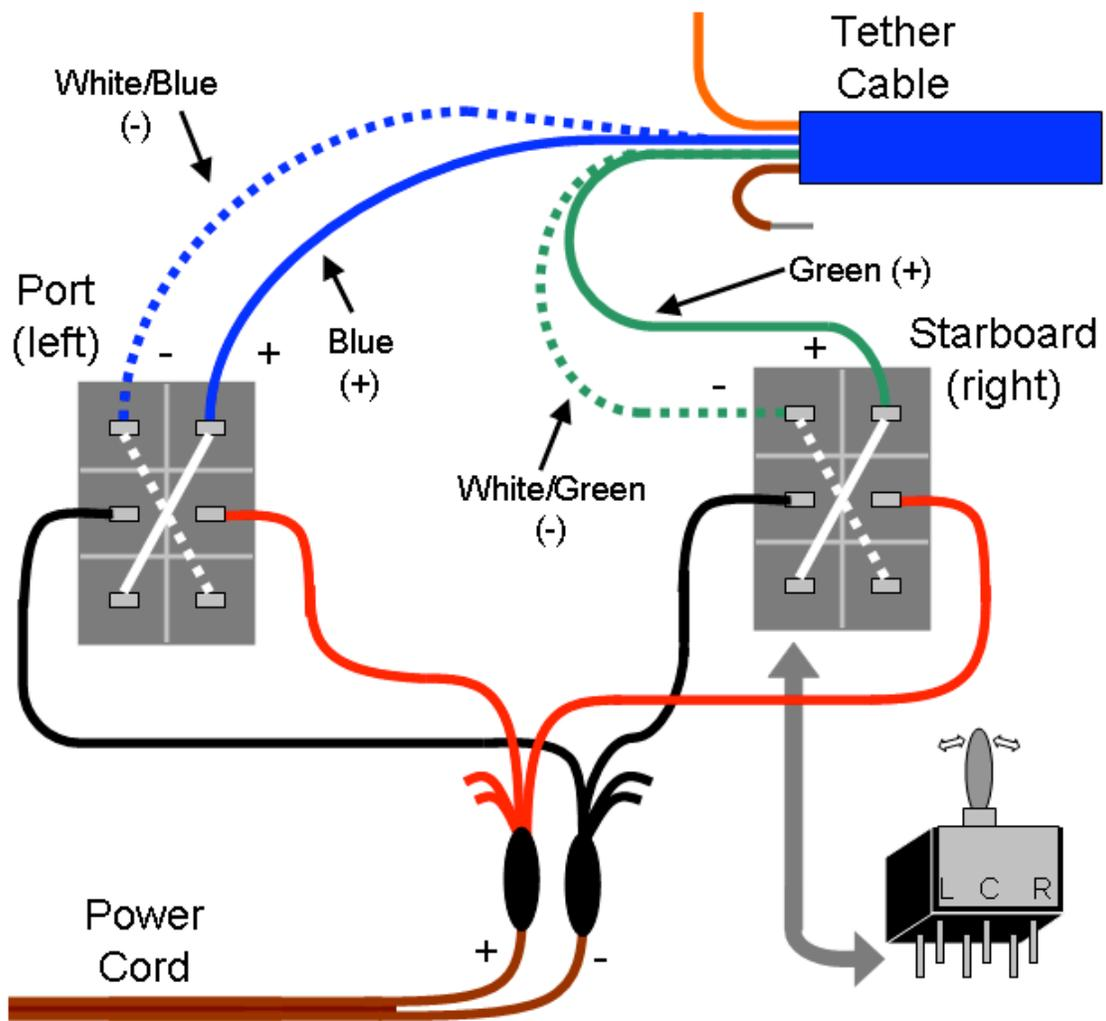 Tether
Cable
White/Blue
(-)
Green (+)
Port
(left)
-
+
Blue
(+)
Starboard
(right)
+
-
White/Green
(-)
L C R
Power
Cord
+
-